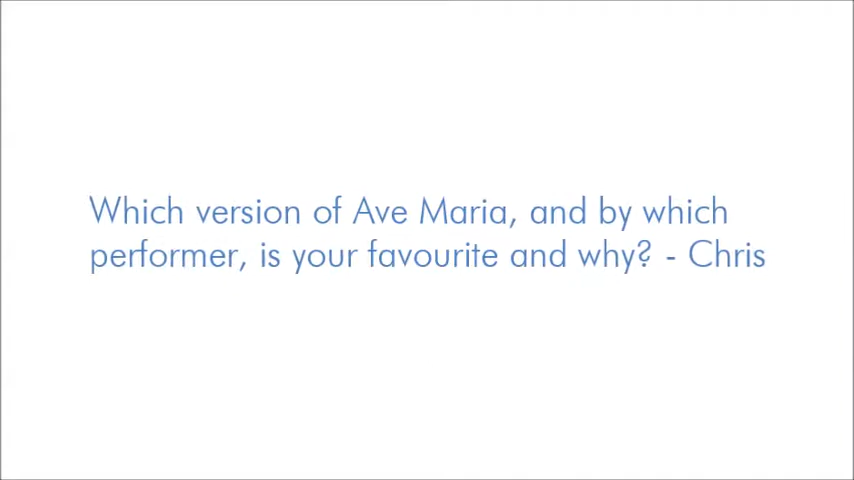 Which version of Ave Maria, and by which
performer, is your favourite and why? - Chris